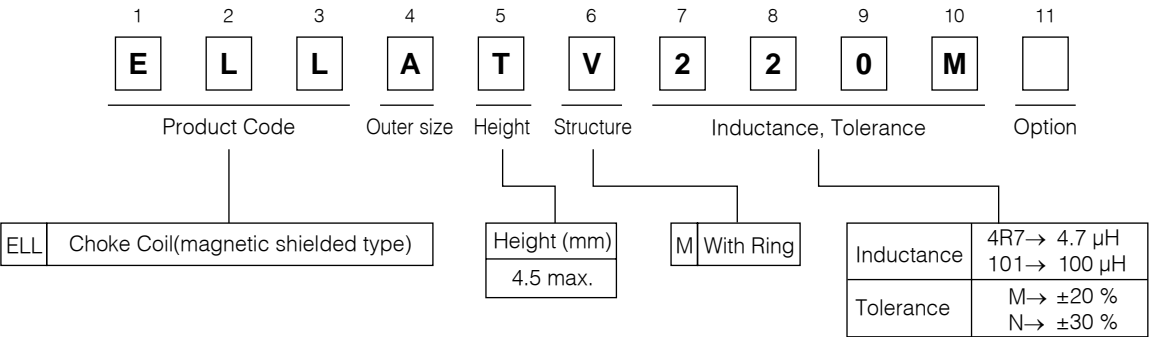 1 2 3 4 5 6 7 8 9 10 11
E L L A T V 2 2 0 M
Product Code Outer size Height Structure Inductance, Tolerance Option
ELL Choke Coil(magnetic shielded type)
Height (mm)
4.5 max.
M With Ring
Inductance 4R7→ 4.7 µH
101→ 100 µH
Tolerance M→ ±20 %
N→ ±30 %